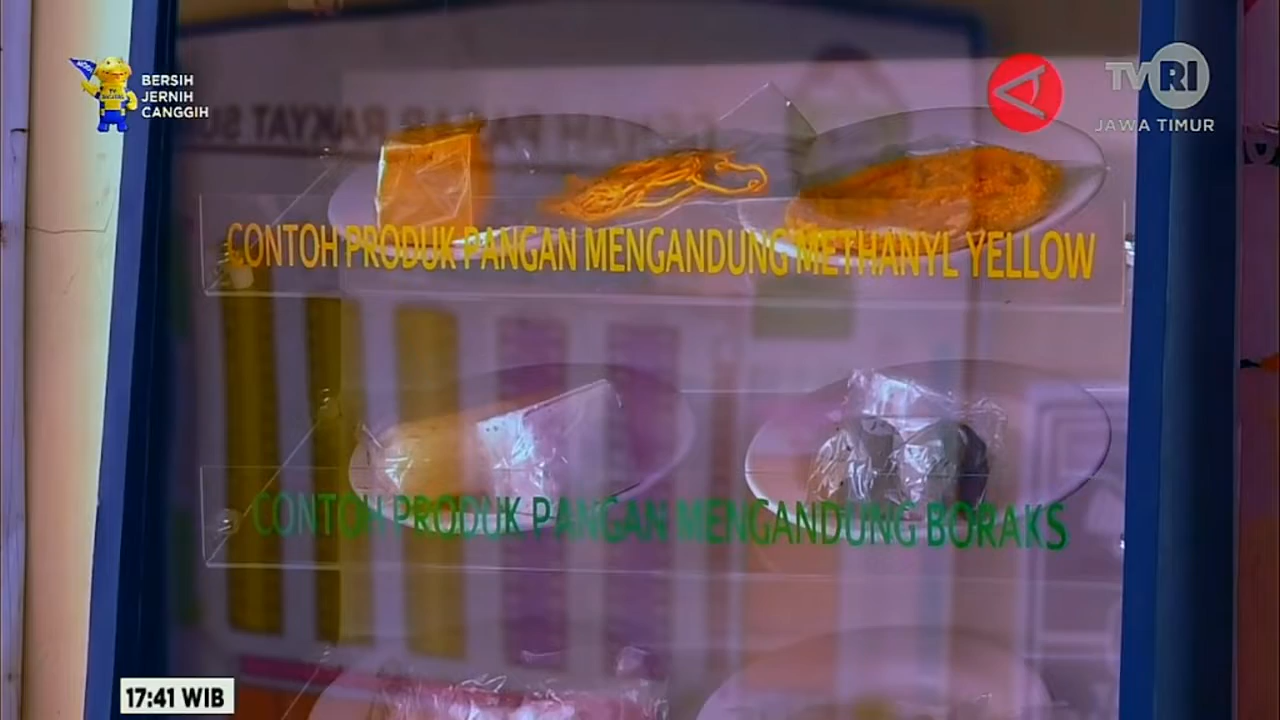 BERSIH
JERNIH
CANGGIH
TVRI
JAWA TIMUR
CONTOH PRODUK PANGAN MENGANDUNG METHANYL YELLOW
CONTOH PRODUK PANGAN MENGANDUNG BORAKS
17:41 WIB